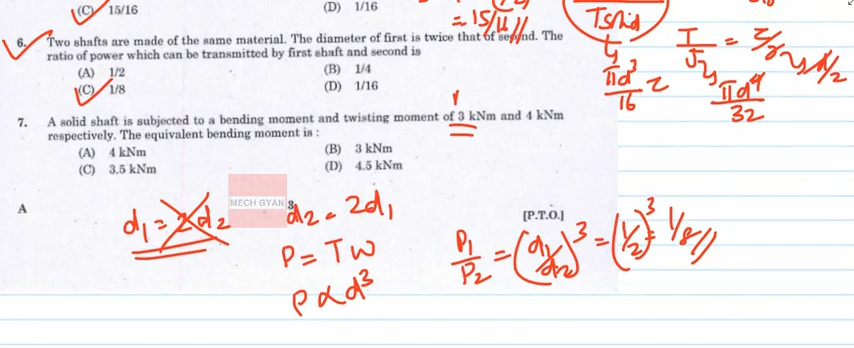 (C) 15/16
(D) 1/16
= 15/16//
6. Two shafts are made of the same material. The diameter of first is twice that of second. The
ratio of power which can be transmitted by first shaft and second is
(A) 1/2
(B) 1/4
(C) 1/8
(D) 1/16
7. A solid shaft is subjected to a bending moment and twisting moment of 3 kNm and 4 kNm
respectively. The equivalent bending moment is :
(A) 4 kNm
(B) 3 kNm
(C) 3.5 kNm
(D) 4.5 kNm
A
3
[P.T.O.]
MECH GYAN
Tsolid
πd³/16 τ
T/J = τ/r
d/2
πd⁴/32
d₁ = 2d₂
d₂ = 2d₁
P = Tω
P ∝ d³
P₁/P₂ = (d₁/d₂)³ = (1/2)³ = 1/8//